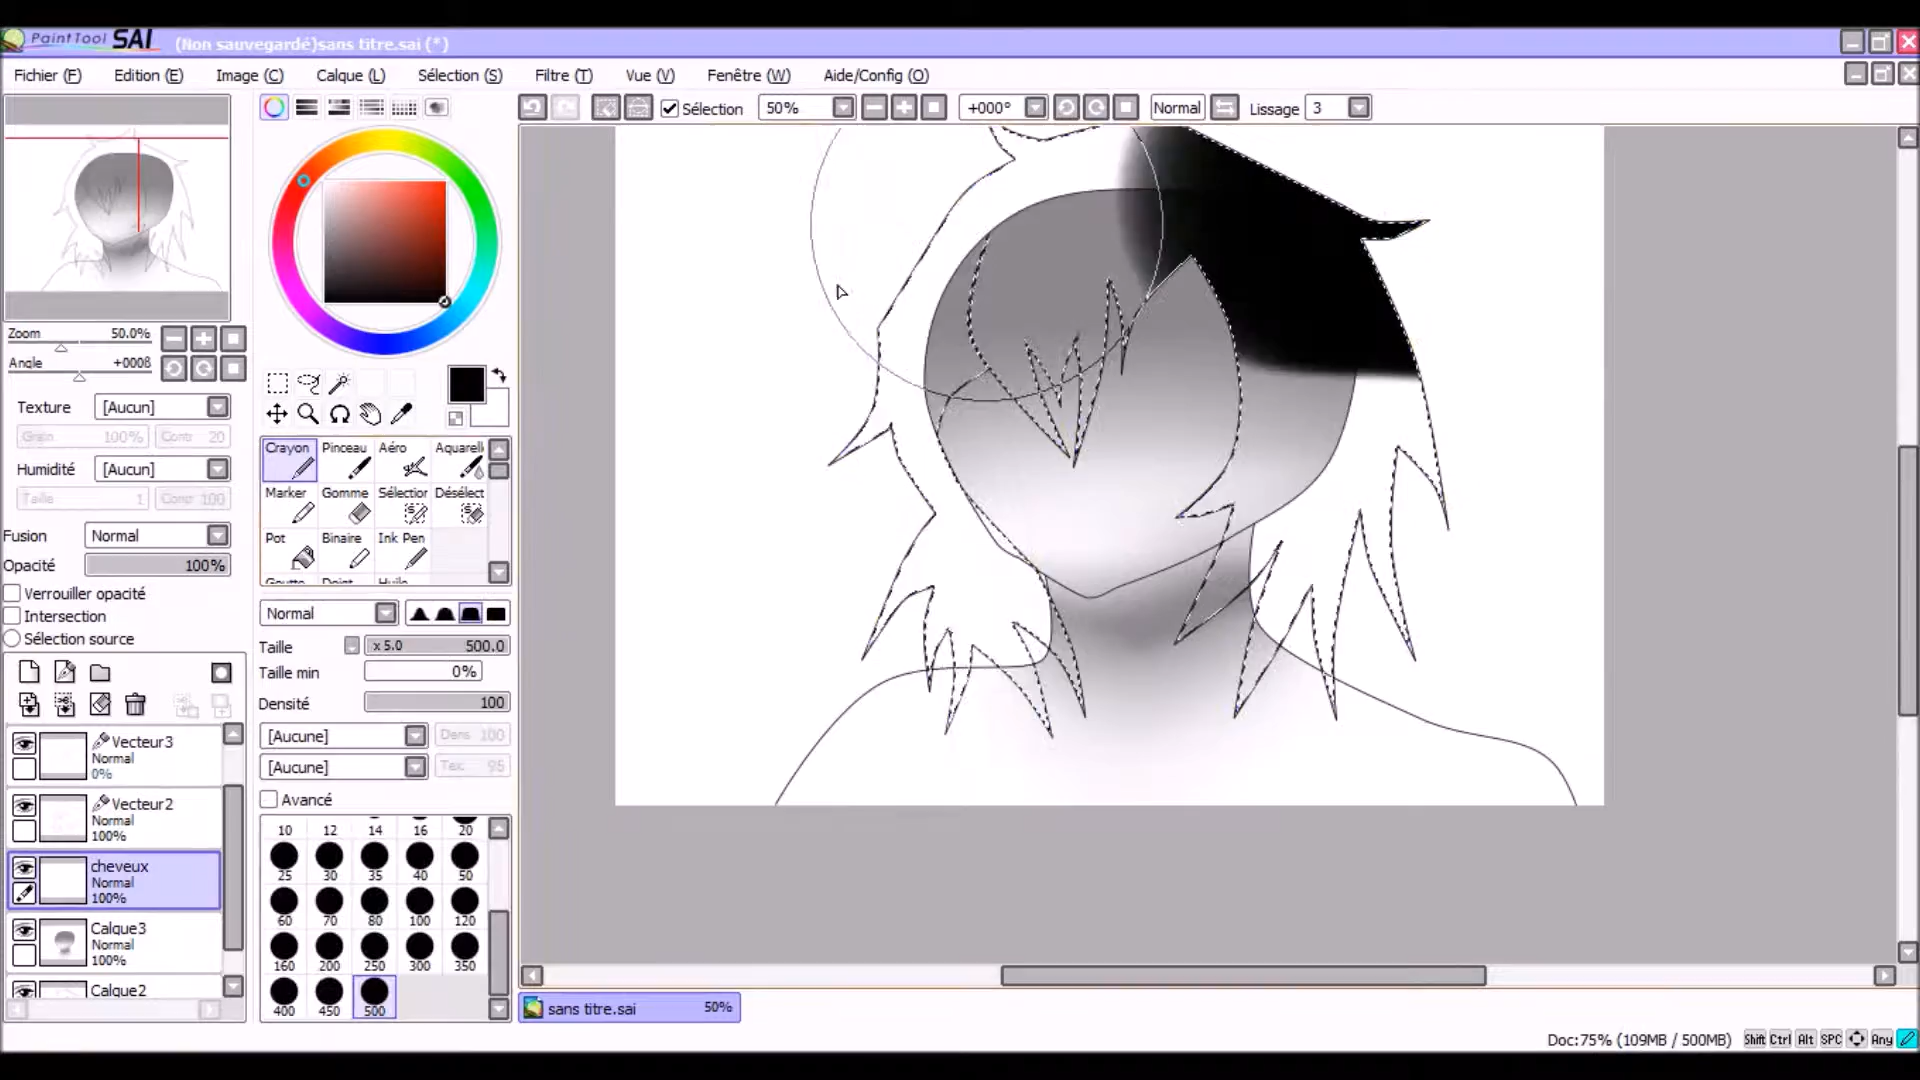 PaintTool SAI (Non sauvegardé)sans titre.sai (*)
Fichier (F) Edition (E) Image (C) Calque (L) Sélection (S) Filtre (T) Vue (V) Fenêtre (W) Aide/Config (O)
Sélection 50% +000° Normal Lissage 3
Zoom 50.0%
Angle +000ß
Texture [Aucun]
Grain 100% Contr 20
Humidité [Aucun]
Taille 1 Contr 100
Fusion Normal
Opacité 100%
Verrouiller opacité
Intersection
Sélection source
Vecteur3
Normal
0%
Vecteur2
Normal
100%
cheveux
Normal
100%
Calque3
Normal
100%
Calque2
Crayon Pinceau Aéro Aquarell
Marker Gomme Sélection Désélect
Pot Binaire Ink Pen
Normal
Taille x 5.0 500.0
Taille min 0%
Densité 100
[Aucune] Dens 100
[Aucune] Tex 95
Avancé
10 12 14 16 20
25 30 35 40 50
60 70 80 100 120
160 200 250 300 350
400 450 500
sans titre.sai 50%
Doc:75% (109MB / 500MB) Shift Ctrl Alt SPC Any